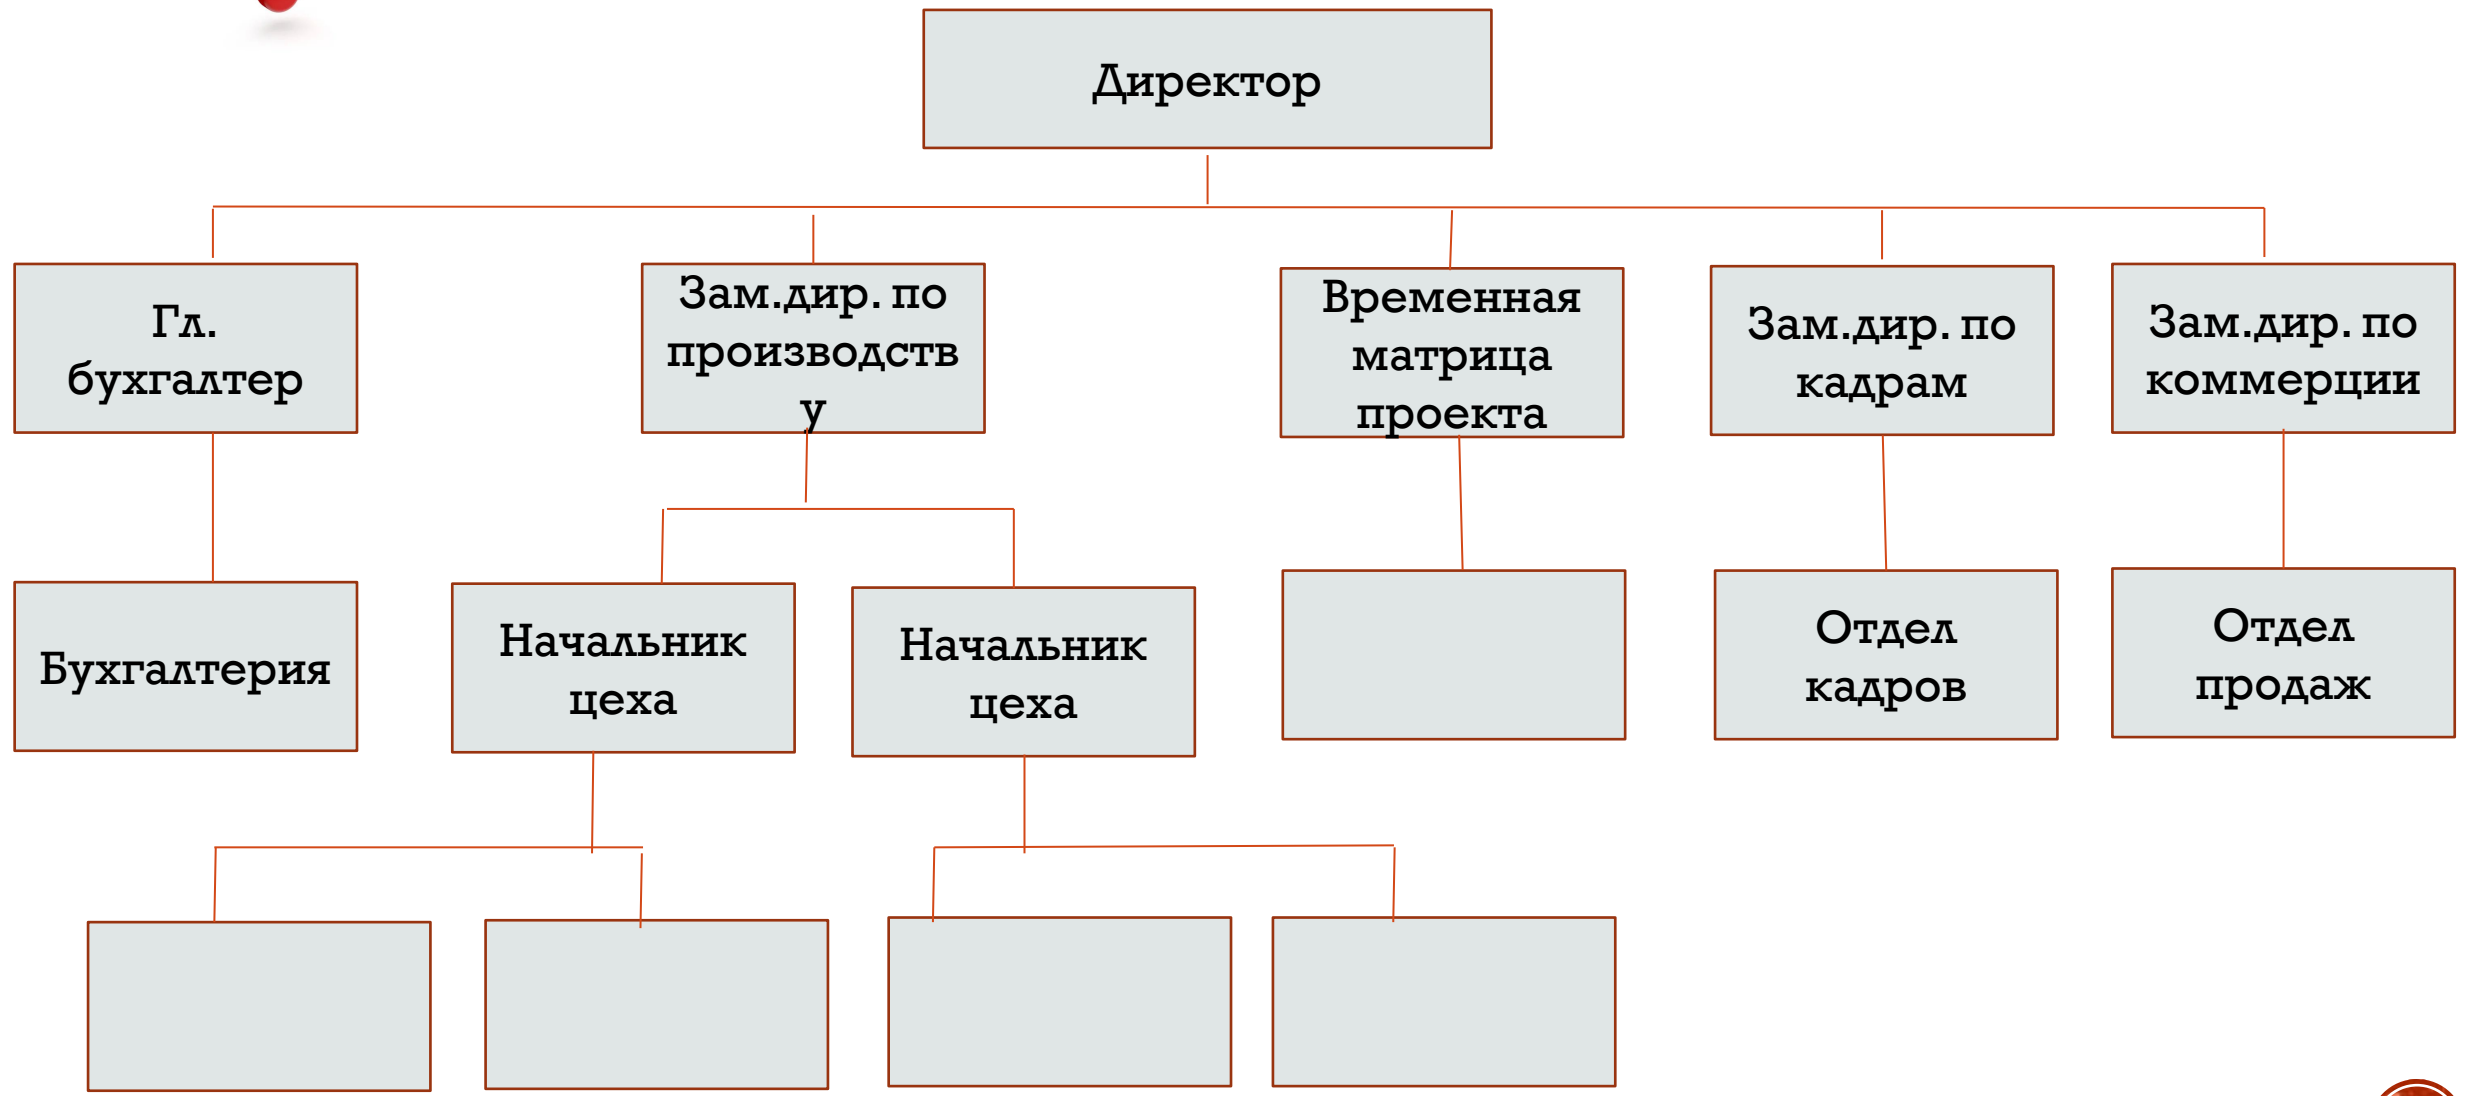 Директор
Гл.
бухгалтер
Зам.дир. по
производств
у
Временная
матрица
проекта
Зам.дир. по
кадрам
Зам.дир. по
коммерции
Бухгалтерия
Начальник
цеха
Начальник
цеха
Отдел
кадров
Отдел
продаж